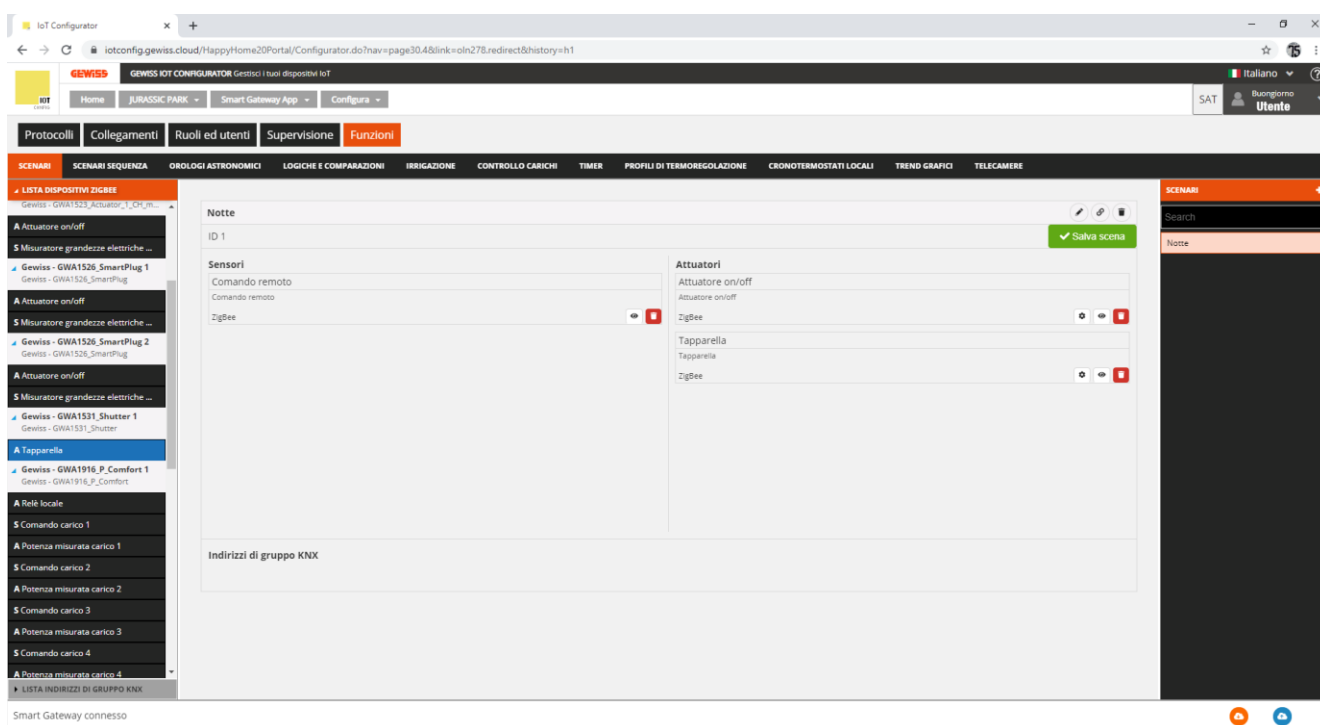 IoT Configurator
iotconfig.gewiss.cloud/HappyHome20Portal/Configurator.do?nav=page30.4&link=oln278.redirect&history=h1
GEWISS GEWISS IOT CONFIGURATOR Gestisci i tuoi dispositivi IoT Italiano
IOT
Home JURASSIC PARK Smart Gateway App Configura SAT Buongiorno
Utente
Protocolli Collegamenti Ruoli ed utenti Supervisione Funzioni
SCENARI SCENARI SEQUENZA OROLOGI ASTRONOMICI LOGICHE E COMPARAZIONI IRRIGAZIONE CONTROLLO CARICHI TIMER PROFILI DI TERMOREGOLAZIONE CRONOTERMOSTATI LOCALI TREND GRAFICI TELECAMERE
LISTA DISPOSITIVI ZIGBEE
Gewiss - GWA1523_Actuator_1_CH_m...
A Attuatore on/off
S Misuratore grandezze elettriche ...
Gewiss - GWA1526_SmartPlug 1
Gewiss - GWA1526_SmartPlug
A Attuatore on/off
S Misuratore grandezze elettriche ...
Gewiss - GWA1526_SmartPlug 2
Gewiss - GWA1526_SmartPlug
A Attuatore on/off
S Misuratore grandezze elettriche ...
Gewiss - GWA1531_Shutter 1
Gewiss - GWA1531_Shutter
A Tapparella
Gewiss - GWA1916_P_Comfort 1
Gewiss - GWA1916_P_Comfort
A Relè locale
S Comando carico 1
A Potenza misurata carico 1
S Comando carico 2
A Potenza misurata carico 2
S Comando carico 3
A Potenza misurata carico 3
S Comando carico 4
A Potenza misurata carico 4
LISTA INDIRIZZI DI GRUPPO KNX
Notte
ID 1 Salva scena
Sensori
Comando remoto
Comando remoto
ZigBee
Attuatori
Attuatore on/off
Attuatore on/off
ZigBee
Tapparella
Tapparella
ZigBee
Indirizzi di gruppo KNX
SCENARI
Search
Notte
Smart Gateway connesso